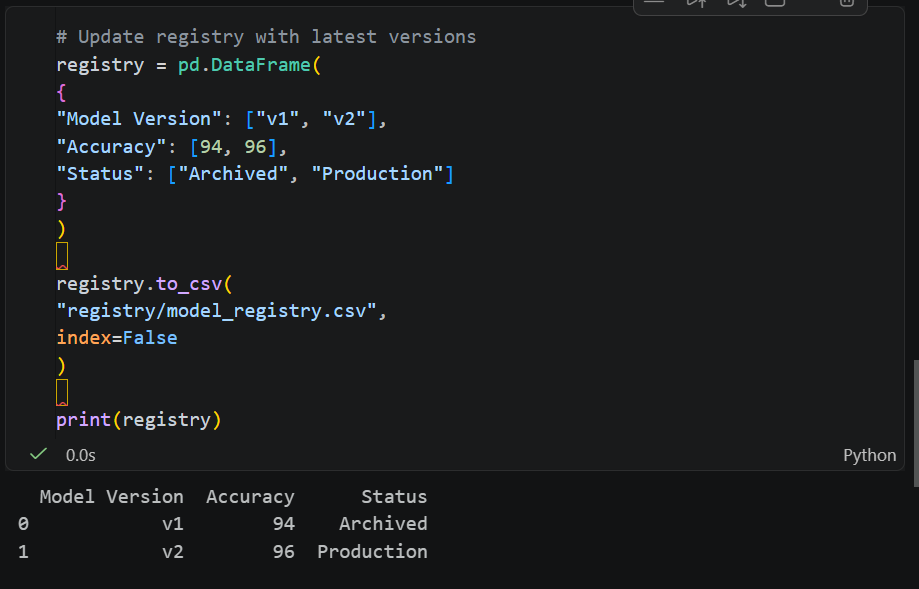 # Update registry with latest versions
registry = pd.DataFrame(
{
"Model Version": ["v1", "v2"],
"Accuracy": [94, 96],
"Status": ["Archived", "Production"]
}
)
registry.to_csv(
"registry/model_registry.csv",
index=False
)
print(registry)
0.0s
Python
Model Version Accuracy Status
0 v1 94 Archived
1 v2 96 Production